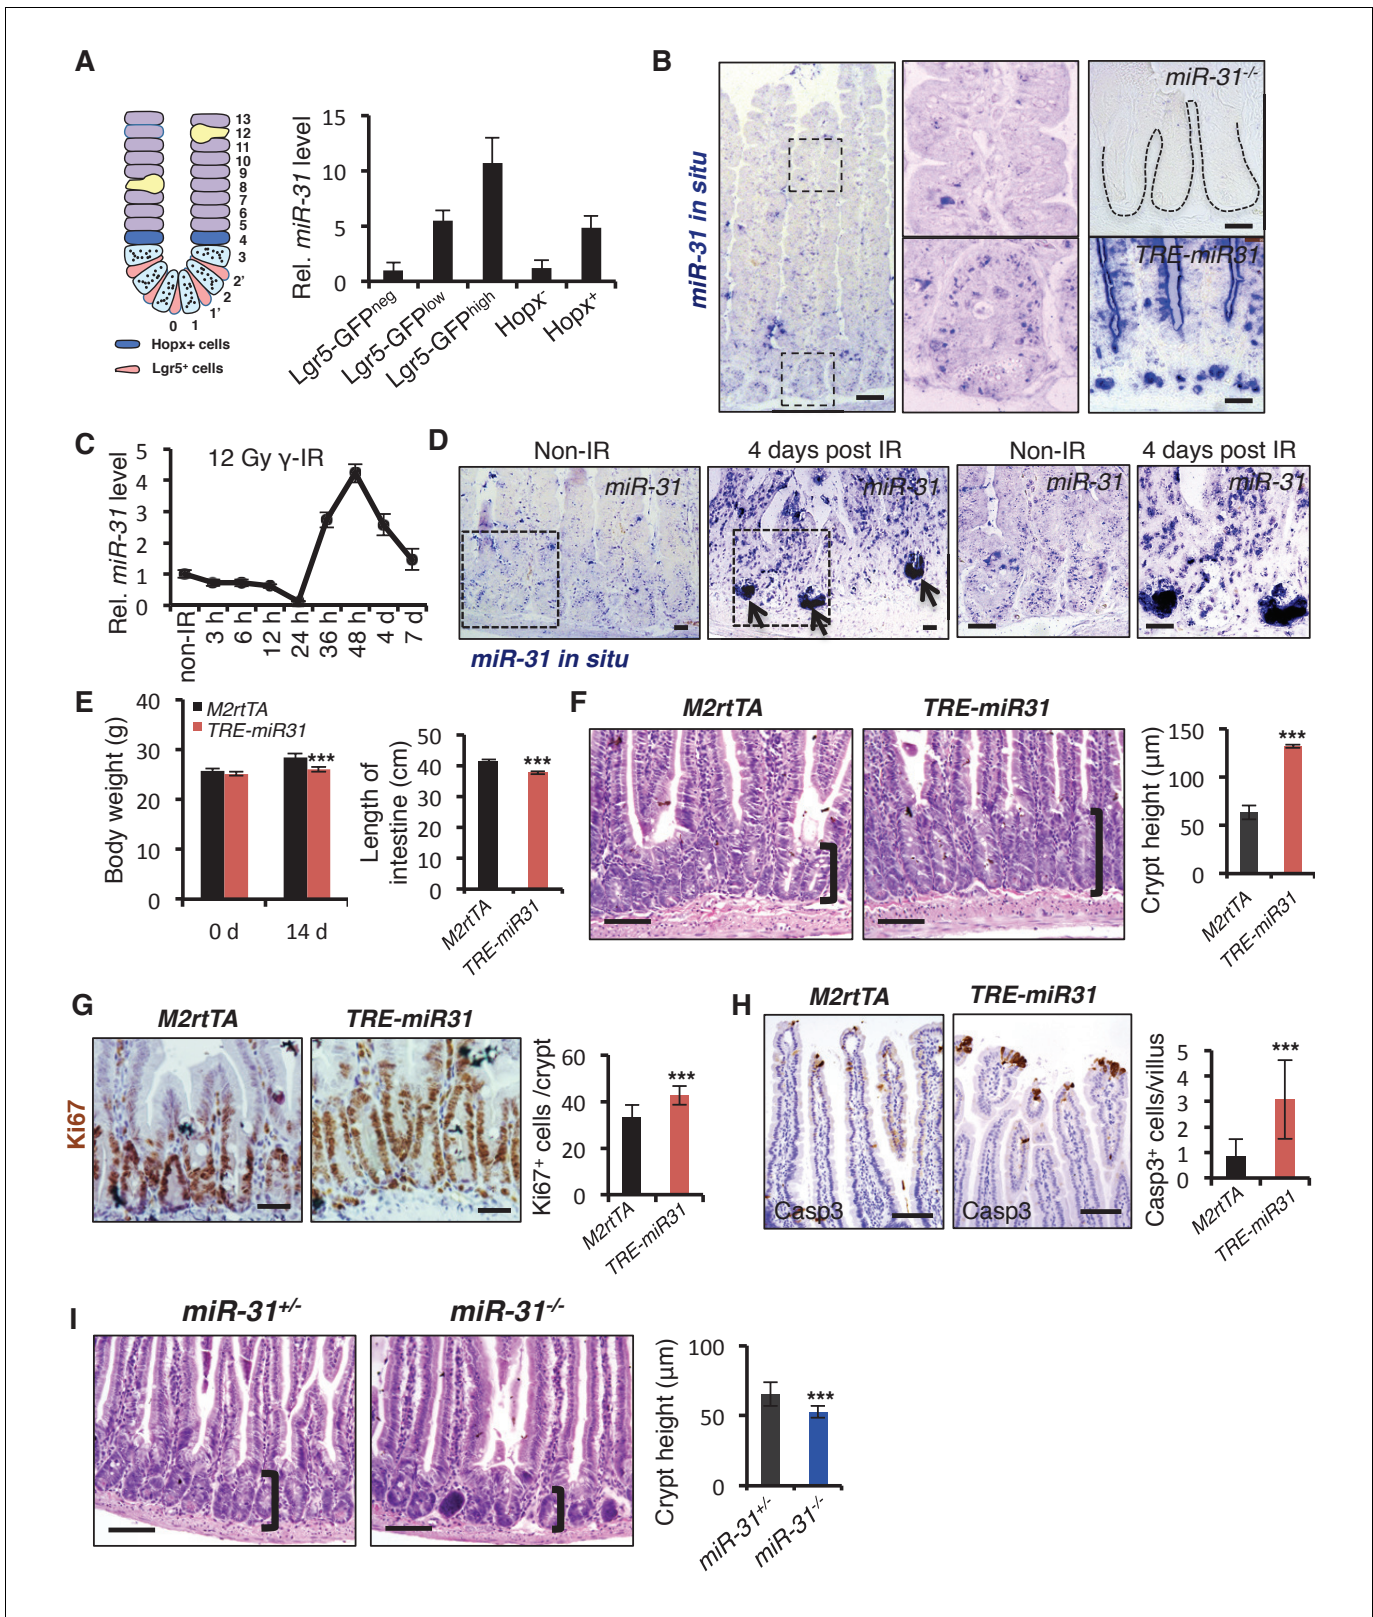 A
13
12
11
10
9
8
7
6
5
4
3
2'
2
1'
0 1
Hopx+ cells
Lgr5+ cells
Rel. miR-31 level
15
10
5
0
Lgr5-GFPneg
Lgr5-GFPlow
Lgr5-GFPhigh
Hopx-
Hopx+
B
miR-31 in situ
miR-31-/-
TRE-miR31
C
Rel. miR-31 level
12 Gy γ-IR
5
4
3
2
1
0
non-IR
3 h
6 h
12 h
24 h
36 h
48 h
4 d
7 d
D
Non-IR
4 days post IR
Non-IR
4 days post IR
miR-31
miR-31
miR-31
miR-31
miR-31 in situ
E
Body weight (g)
40
30
20
10
0
M2rtTA
TRE-miR31
***
0 d
14 d
Length of
intestine (cm)
50
40
30
20
10
0
***
M2rtTA
TRE-miR31
F
M2rtTA
TRE-miR31
Crypt height (µm)
150
100
50
0
***
M2rtTA
TRE-miR31
G
M2rtTA
TRE-miR31
Ki67
Ki67+ cells /crypt
60
40
20
0
***
M2rtTA
TRE-miR31
H
M2rtTA
TRE-miR31
Casp3
Casp3
Casp3+ cells/villus
5
4
3
2
1
0
***
M2rtTA
TRE-miR31
I
miR-31+/-
miR-31-/-
Crypt height (µm)
100
50
0
***
miR-31+/-
miR-31-/-